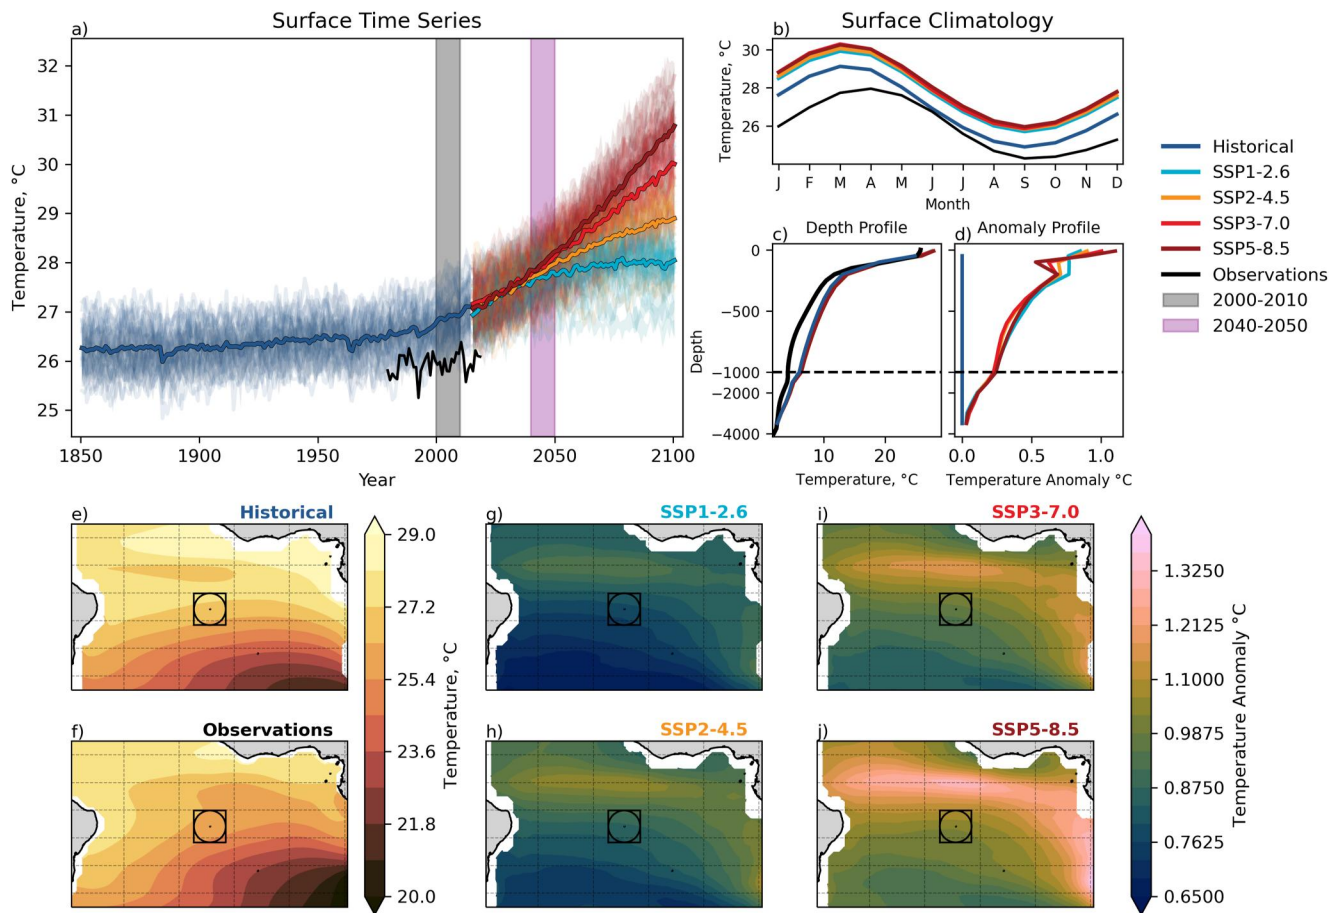 Surface Time Series
a)
Temperature, °C
32
31
30
29
28
27
26
25
1850
1900
1950
2000
2050
2100
Year
Surface Climatology
b)
Temperature, °C
30
28
26
J F M A M J J A S O N D
Month
Historical
SSP1-2.6
SSP2-4.5
SSP3-7.0
SSP5-8.5
Observations
2000-2010
2040-2050
c)
Depth Profile
Depth
0
−500
−1000
−2000
−4000
10
20
Temperature, °C
d)
Anomaly Profile
0.0
0.5
1.0
Temperature Anomaly °C
e)
Historical
f)
Observations
29.0
27.2
25.4
23.6
21.8
20.0
Temperature, °C
g)
SSP1-2.6
h)
SSP2-4.5
i)
SSP3-7.0
j)
SSP5-8.5
1.3250
1.2125
1.1000
0.9875
0.8750
0.7625
0.6500
Temperature Anomaly °C